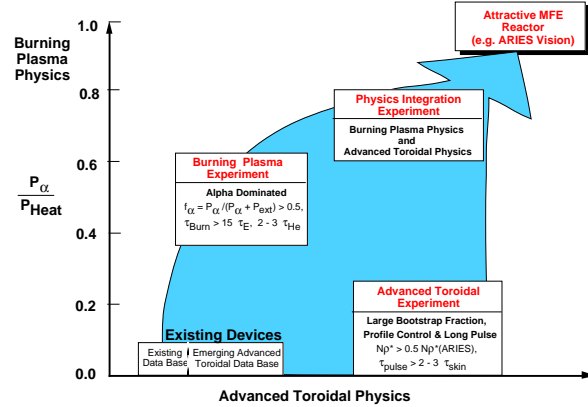 Attractive MFE
Reactor
(e.g. ARIES Vision)
Burning
Plasma
Physics
1.0
0.8
0.6
0.4
0.2
0.0
Pα
PHeat
Physics Integration
Experiment
Burning Plasma Physics
and
Advanced Toroidal Physics
Burning Plasma
Experiment
Alpha Dominated
fα = Pα /(Pα + Pext) > 0.5,
τBurn > 15 τE, 2 - 3 τHe
Advanced Toroidal
Experiment
Large Bootstrap Fraction,
Profile Control & Long Pulse
Nρ* > 0.5 Nρ*(ARIES),
τpulse > 2 - 3 τskin
Existing Devices
Existing
Data Base
Emerging Advanced
Toroidal Data Base
Advanced Toroidal Physics